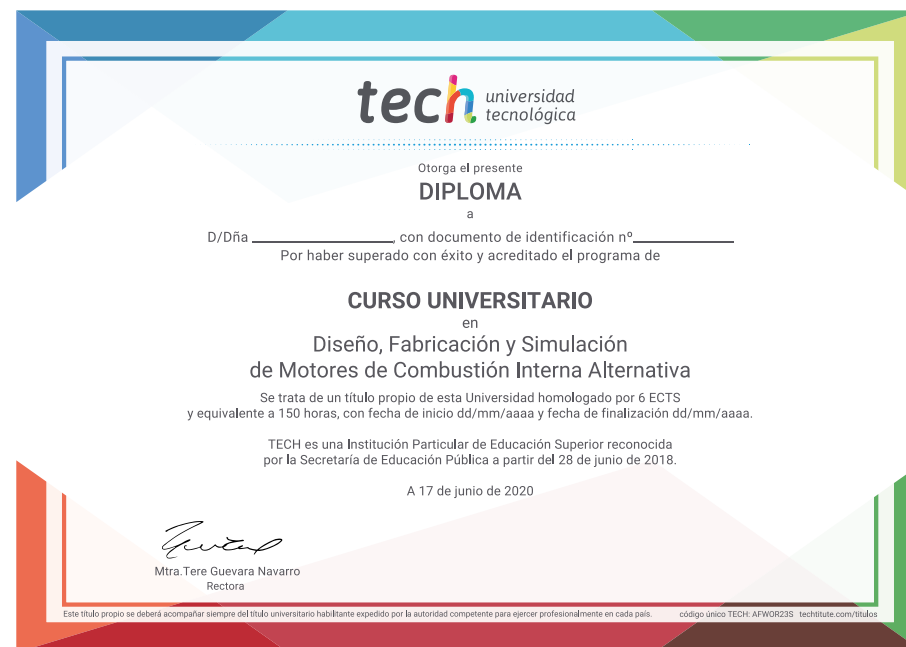 tech universidad
tecnológica
Otorga el presente
DIPLOMA
a
D/Dña ____________________, con documento de identificación nº______________
Por haber superado con éxito y acreditado el programa de
CURSO UNIVERSITARIO
en
Diseño, Fabricación y Simulación
de Motores de Combustión Interna Alternativa
Se trata de un título propio de esta Universidad homologado por 6 ECTS
y equivalente a 150 horas, con fecha de inicio dd/mm/aaaa y fecha de finalización dd/mm/aaaa.
TECH es una Institución Particular de Educación Superior reconocida
por la Secretaría de Educación Pública a partir del 28 de junio de 2018.
A 17 de junio de 2020
Mtra.Tere Guevara Navarro
Rectora
Este título propio se deberá acompañar siempre del título universitario habilitante expedido por la autoridad competente para ejercer profesionalmente en cada país. código único TECH: AFWOR23S techtitute.com/titulos